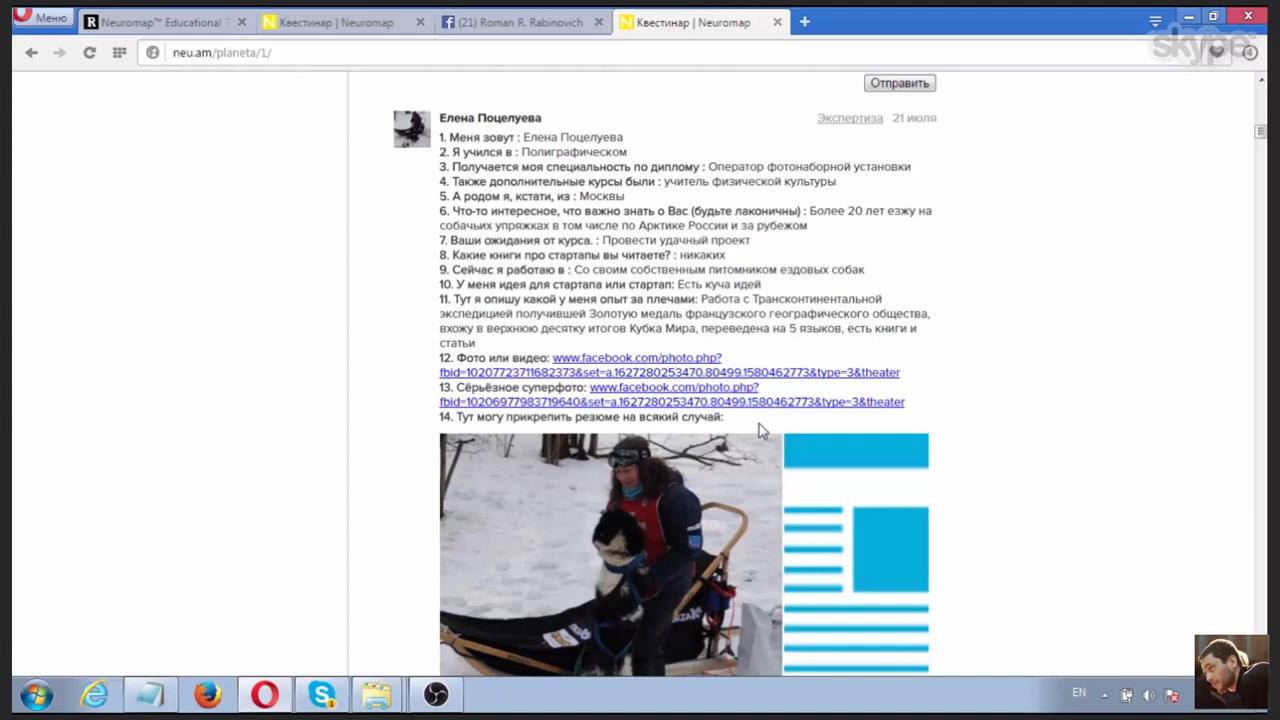 Меню
Neuromap™ Educational T
Квестинар | Neuromap
(21) Roman R. Rabinovich
Квестинар | Neuromap
neu.am/planeta/1/
skype
Отправить
Елена Поцелуева
Экспертиза 21 июля
1. Меня зовут : Елена Поцелуева
2. Я учился в : Полиграфическом
3. Получается моя специальность по диплому : Оператор фотонаборной установки
4. Также дополнительные курсы были : учитель физической культуры
5. А родом я, кстати, из : Москвы
6. Что-то интересное, что важно знать о Вас (будьте лаконичны) : Более 20 лет езжу на
собачьих упряжках в том числе по Арктике России и за рубежом
7. Ваши ожидания от курса. : Провести удачный проект
8. Какие книги про стартапы вы читаете? : никаких
9. Сейчас я работаю в : Со своим собственным питомником ездовых собак
10. У меня идея для стартапа или стартап: Есть куча идей
11. Тут я опишу какой у меня опыт за плечами: Работа с Трансконтинентальной
экспедицией получившей Золотую медаль французского географического общества,
вхожу в верхнюю десятку итогов Кубка Мира, переведена на 5 языков, есть книги и
статьи
12. Фото или видео: www.facebook.com/photo.php?
fbid=10207723711682373&set=a.1627280253470.80499.1580462773&type=3&theater
13. Сёрьёзное суперфото: www.facebook.com/photo.php?
fbid=10206977983719640&set=a.1627280253470.80499.1580462773&type=3&theater
14. Тут могу прикрепить резюме на всякий случай:
EN